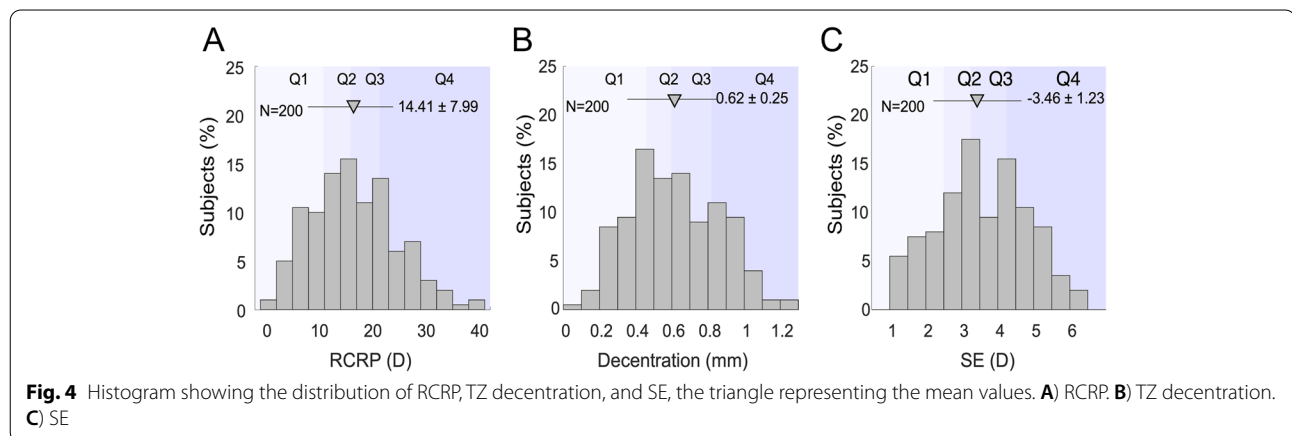 A
B
C
25
20
15
10
5
0
Subjects (%)
Q1 Q2 Q3 Q4
N=200
14.41 ± 7.99
0 10 20 30 40
RCRP (D)
25
20
15
10
5
0
Subjects (%)
Q1 Q2 Q3 Q4
N=200
0.62 ± 0.25
0 0.2 0.4 0.6 0.8 1 1.2
Decentration (mm)
25
20
15
10
5
0
Subjects (%)
Q1 Q2 Q3 Q4
N=200
-3.46 ± 1.23
1 2 3 4 5 6
SE (D)
Fig. 4 Histogram showing the distribution of RCRP, TZ decentration, and SE, the triangle representing the mean values. A) RCRP. B) TZ decentration.
C) SE